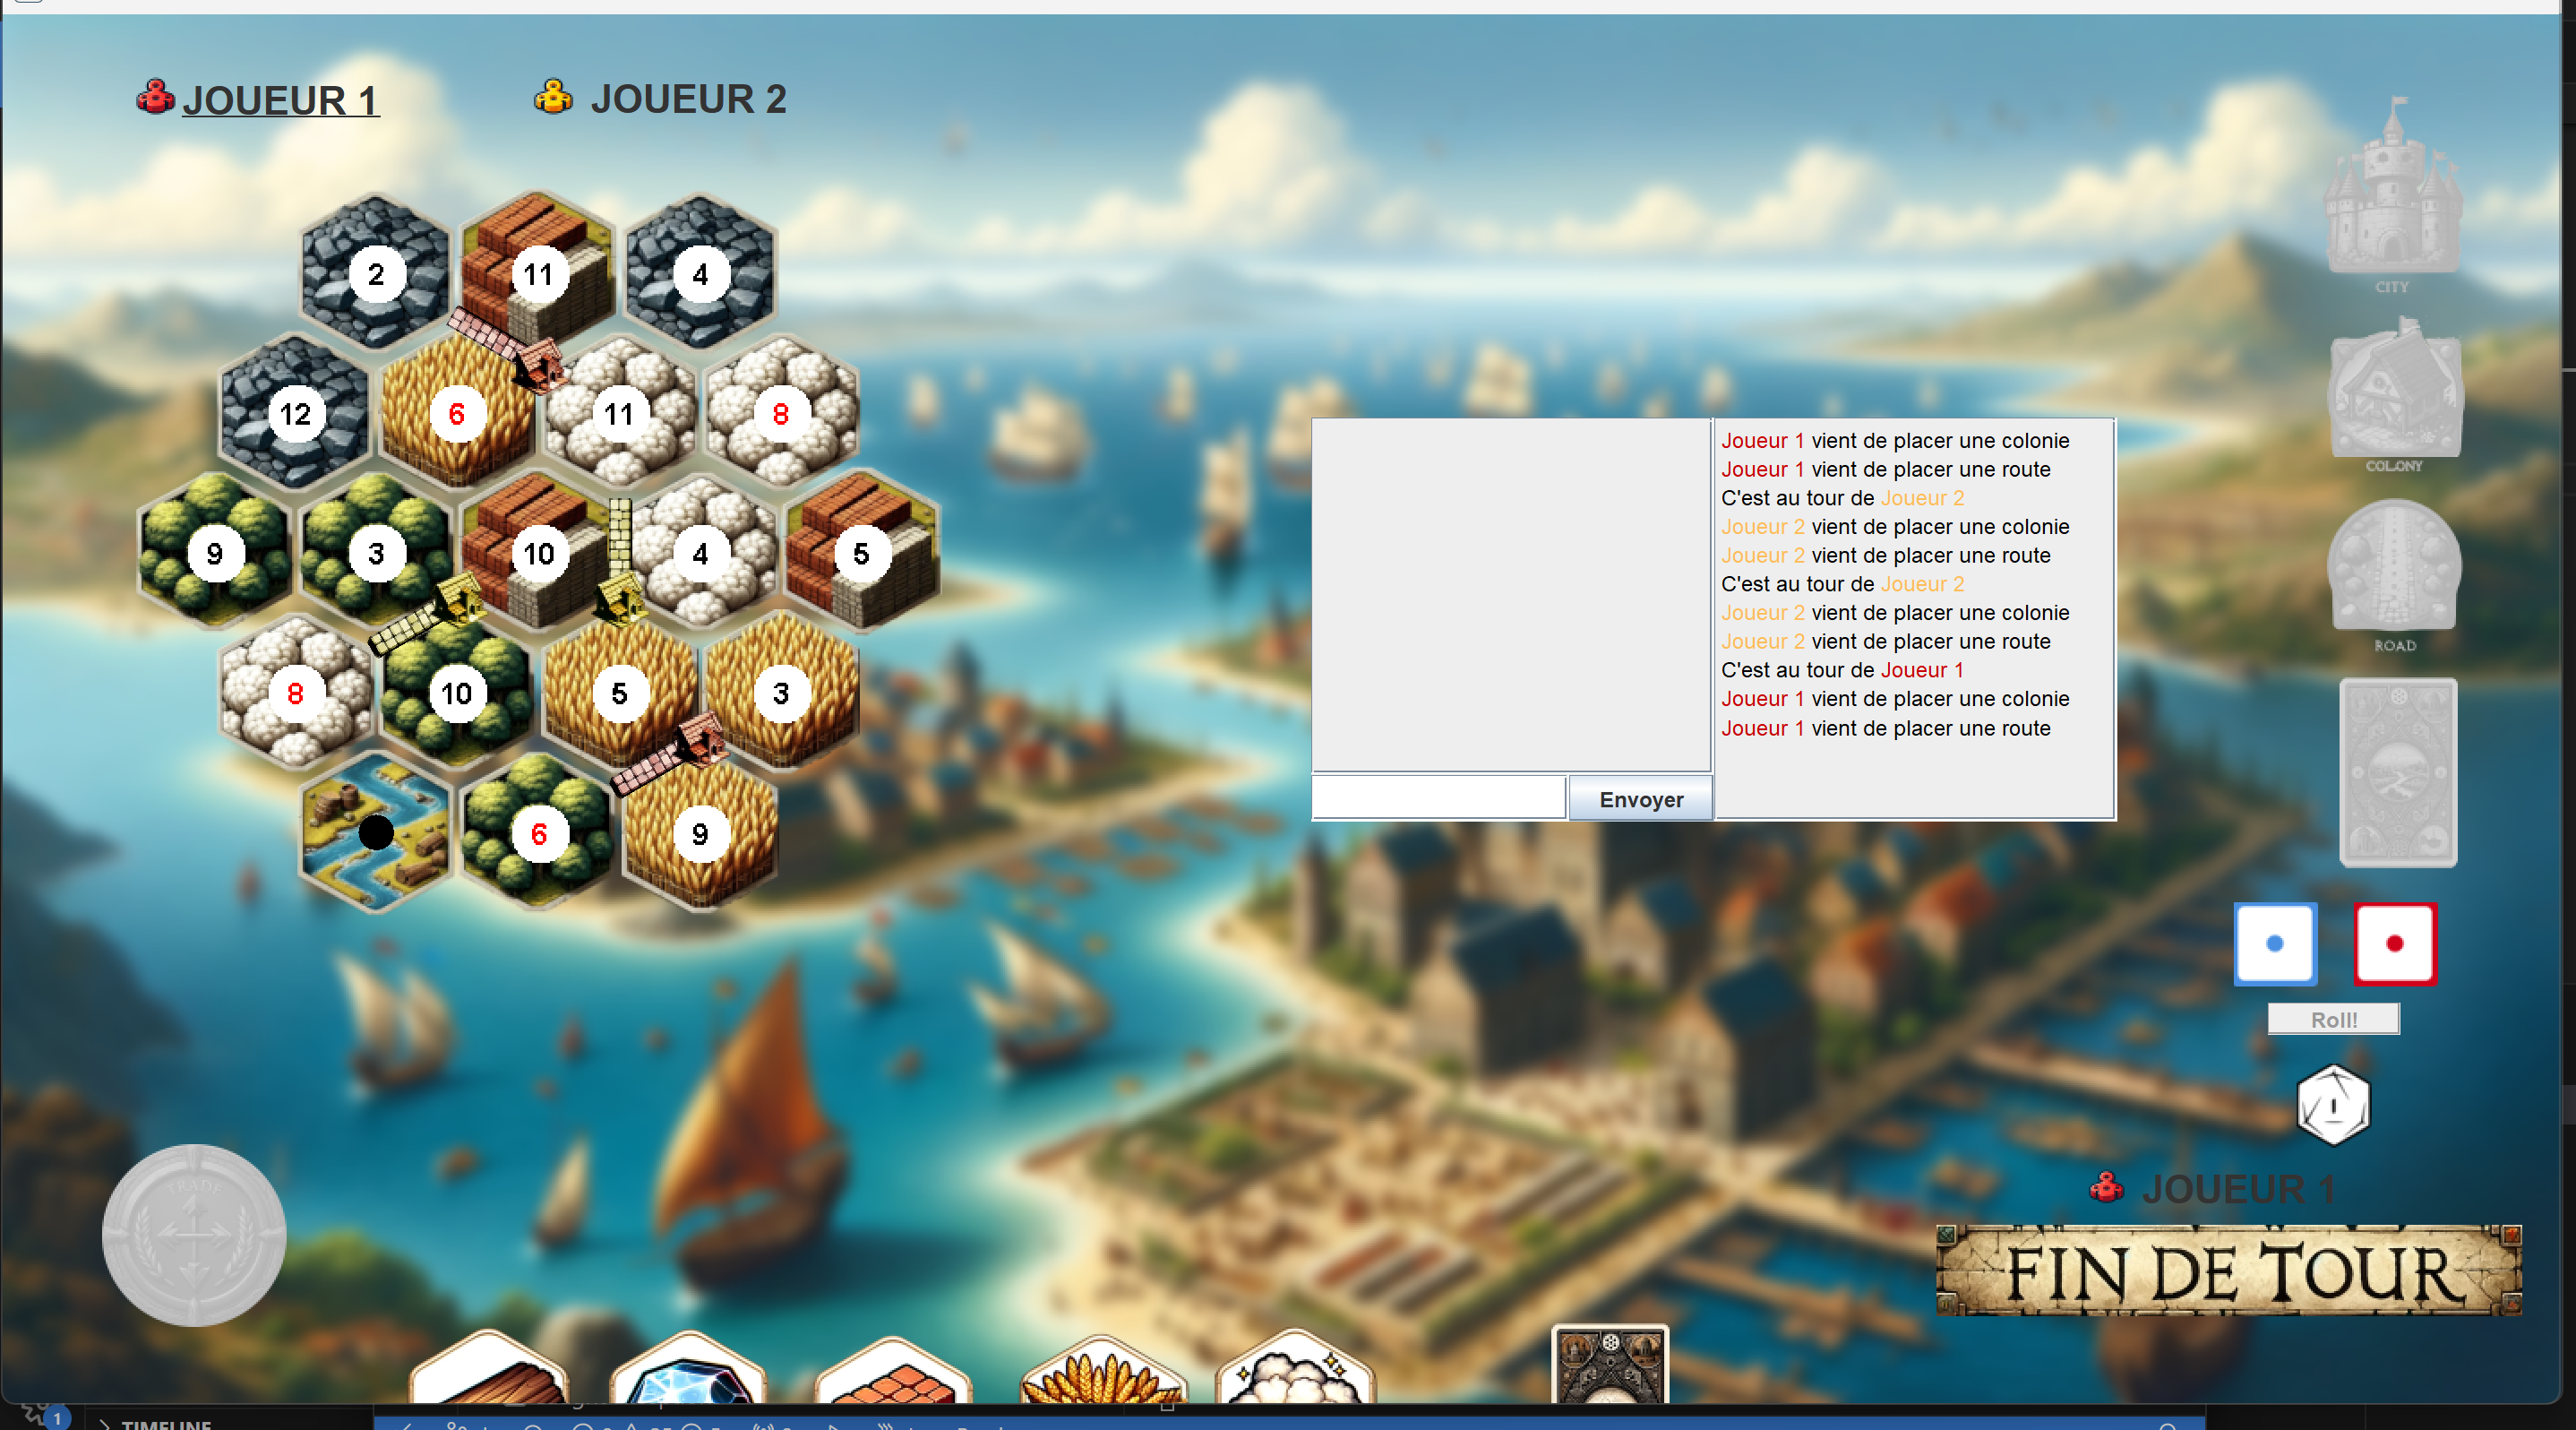 JOUEUR 1
JOUEUR 2
CITY
2
11
4
12
6
11
8
COLONY
9
3
10
4
5
ROAD
8
10
5
3
6
9
Joueur 1 vient de placer une colonie
Joueur 1 vient de placer une route
C'est au tour de Joueur 2
Joueur 2 vient de placer une colonie
Joueur 2 vient de placer une route
C'est au tour de Joueur 2
Joueur 2 vient de placer une colonie
Joueur 2 vient de placer une route
C'est au tour de Joueur 1
Joueur 1 vient de placer une colonie
Joueur 1 vient de placer une route
Envoyer
Roll!
TRADE
JOUEUR 1
FIN DE TOUR
1
TIMELINE